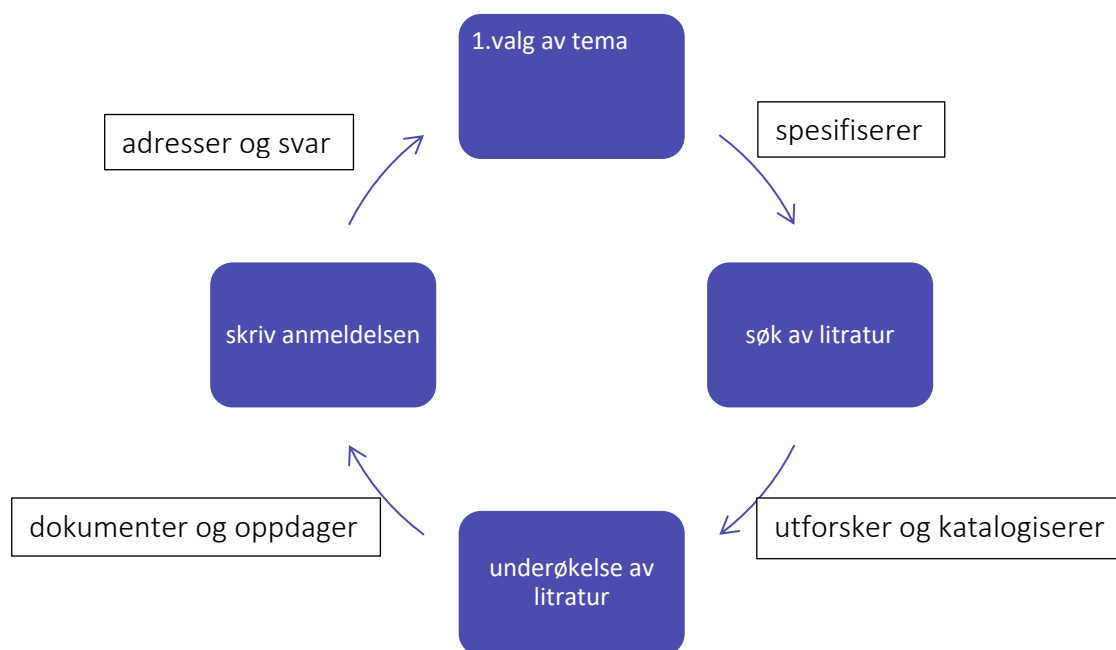 1.valg av tema
adresser og svar
spesifiserer
skriv anmeldelsen
søk av litratur
dokumenter og oppdager
utforsker og katalogiserer
underøkelse av
litratur